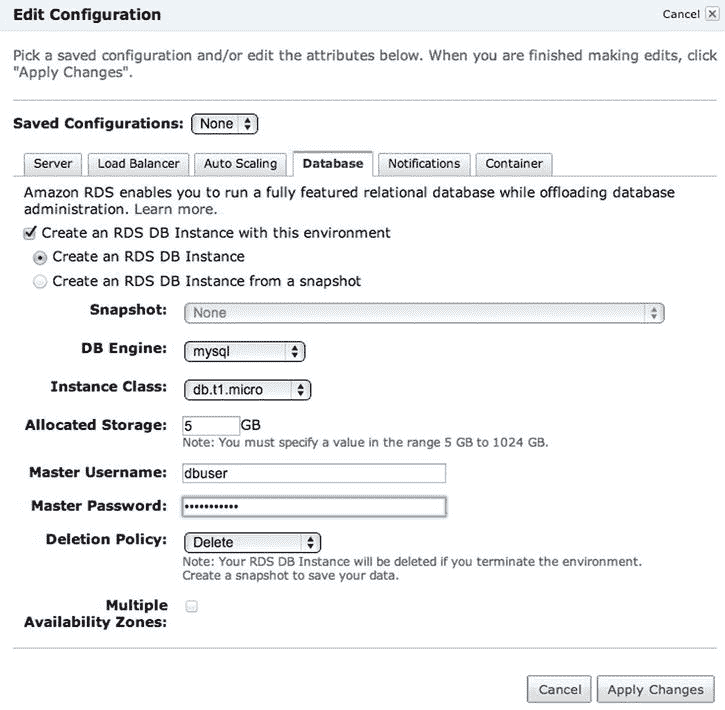 Edit Configuration
Cancel
Pick a saved configuration and/or edit the attributes below. When you are finished making edits, click
"Apply Changes".
Saved Configurations: None
Server Load Balancer Auto Scaling Database Notifications Container
Amazon RDS enables you to run a fully featured relational database while offloading database
administration. Learn more.
Create an RDS DB Instance with this environment
Create an RDS DB Instance
Create an RDS DB Instance from a snapshot
Snapshot: None
DB Engine: mysql
Instance Class: db.t1.micro
Allocated Storage: 5 GB
Note: You must specify a value in the range 5 GB to 1024 GB.
Master Username: dbuser
Master Password: •••••••••••
Deletion Policy: Delete
Note: Your RDS DB Instance will be deleted if you terminate the environment.
Create a snapshot to save your data.
Multiple
Availability Zones:
Cancel Apply Changes